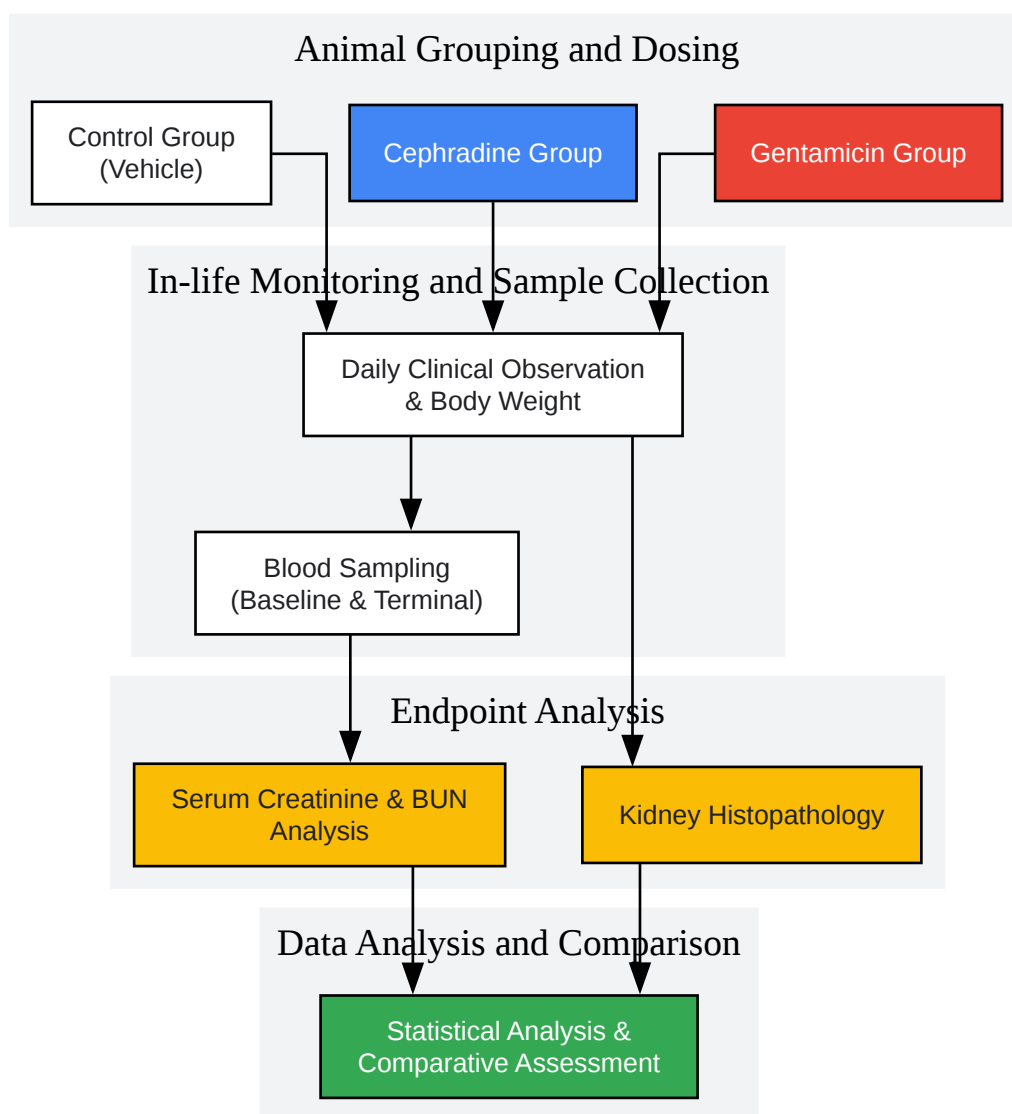 Animal Grouping and Dosing
Control Group
(Vehicle)
Cephradine Group
Gentamicin Group
In-life Monitoring and Sample Collection
Daily Clinical Observation
& Body Weight
Blood Sampling
(Baseline & Terminal)
Endpoint Analysis
Serum Creatinine & BUN
Analysis
Kidney Histopathology
Data Analysis and Comparison
Statistical Analysis &
Comparative Assessment